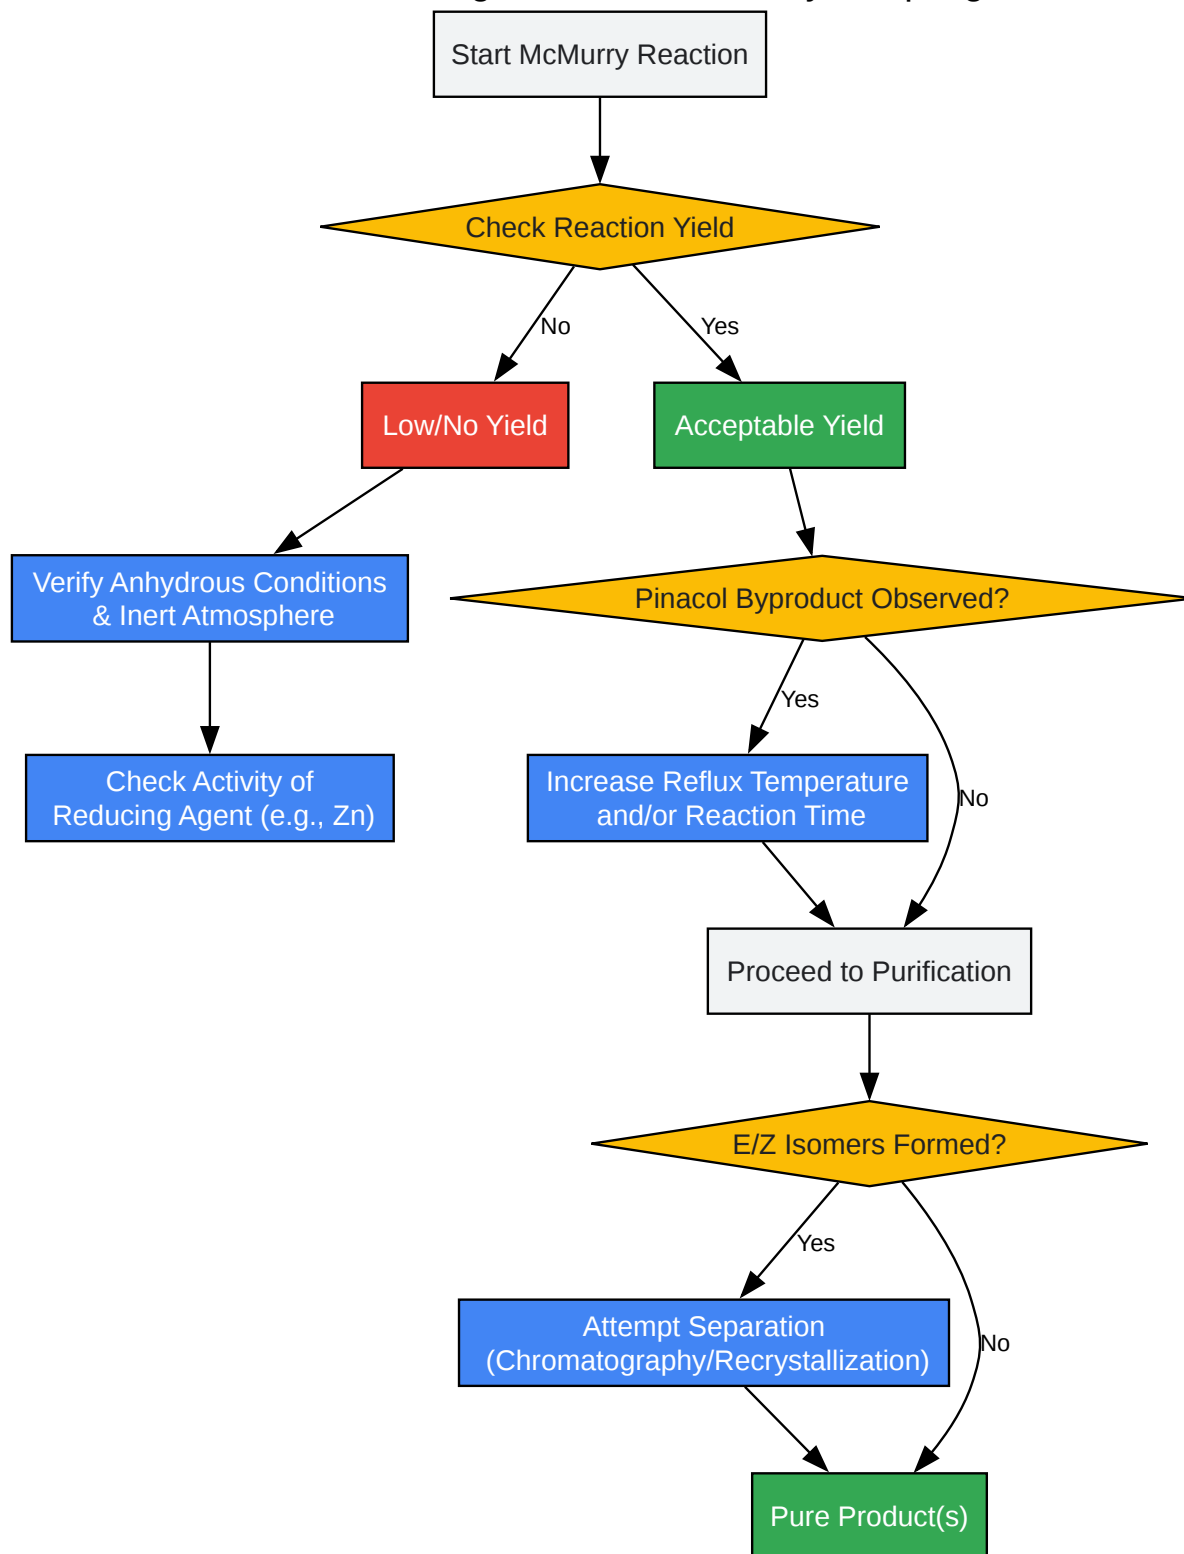 Start McMurry Reaction
Check Reaction Yield
No
Yes
Low/No Yield
Acceptable Yield
Verify Anhydrous Conditions
& Inert Atmosphere
Pinacol Byproduct Observed?
Yes
Check Activity of
Reducing Agent (e.g., Zn)
Increase Reflux Temperature
and/or Reaction Time
No
Proceed to Purification
E/Z Isomers Formed?
Yes
Attempt Separation
(Chromatography/Recrystallization)
No
Pure Product(s)